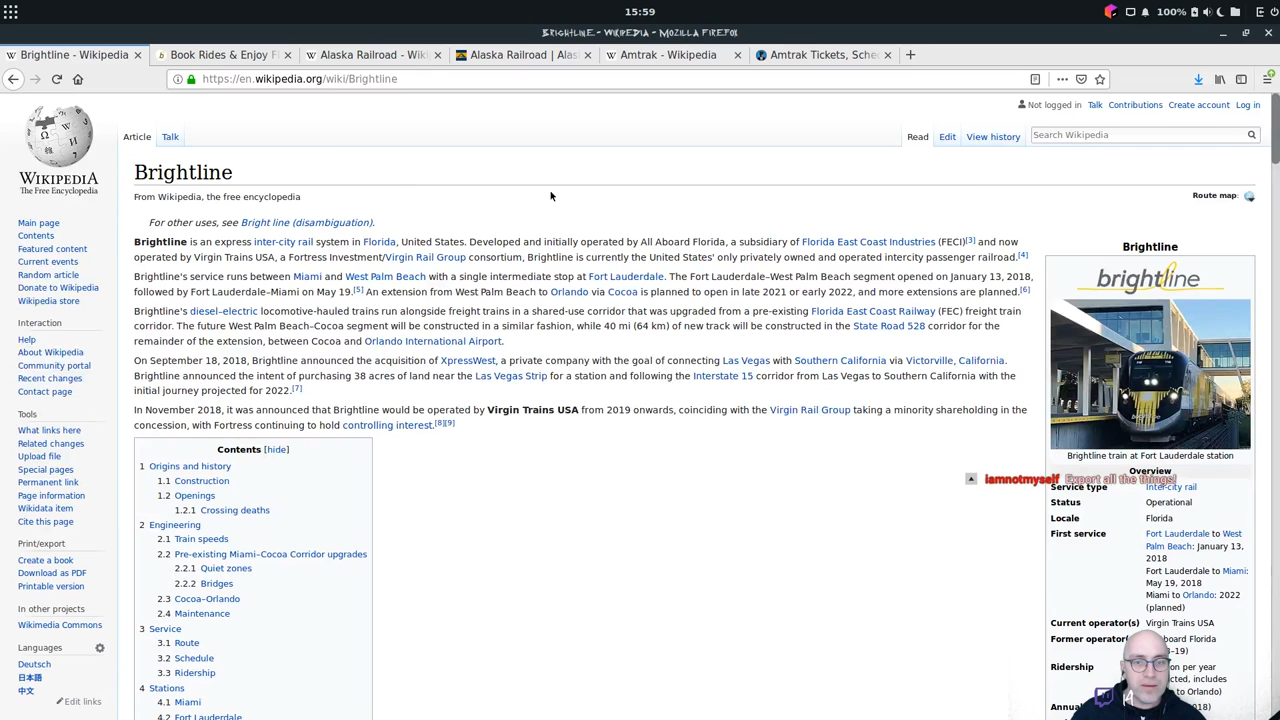 15:59
100%
BRIGHTLINE - WIKIPEDIA - MOZILLA FIREFOX
Brightline - Wikipedia
Book Rides & Enjoy F
Alaska Railroad - Wiki
Alaska Railroad | Alas
Amtrak - Wikipedia
Amtrak Tickets, Sche
https://en.wikipedia.org/wiki/Brightline
Not logged in Talk Contributions Create account Log in
Article Talk
Read Edit View history
Search Wikipedia
WIKIPEDIA
The Free Encyclopedia
Main page
Contents
Featured content
Current events
Random article
Donate to Wikipedia
Wikipedia store
Interaction
Help
About Wikipedia
Community portal
Recent changes
Contact page
Tools
What links here
Related changes
Upload file
Special pages
Permanent link
Page information
Wikidata item
Cite this page
Print/export
Create a book
Download as PDF
Printable version
In other projects
Wikimedia Commons
Languages
Deutsch
日本語
中文
Edit links
Brightline
From Wikipedia, the free encyclopedia
Route map:
For other uses, see Bright line (disambiguation).
Brightline is an express inter-city rail system in Florida, United States. Developed and initially operated by All Aboard Florida, a subsidiary of Florida East Coast Industries (FECI)[3] and now
operated by Virgin Trains USA, a Fortress Investment/Virgin Rail Group consortium, Brightline is currently the United States' only privately owned and operated intercity passenger railroad.[4]
Brightline's service runs between Miami and West Palm Beach with a single intermediate stop at Fort Lauderdale. The Fort Lauderdale–West Palm Beach segment opened on January 13, 2018,
followed by Fort Lauderdale–Miami on May 19.[5] An extension from West Palm Beach to Orlando via Cocoa is planned to open in late 2021 or early 2022, and more extensions are planned.[6]
Brightline's diesel–electric locomotive-hauled trains run alongside freight trains in a shared-use corridor that was upgraded from a pre-existing Florida East Coast Railway (FEC) freight train
corridor. The future West Palm Beach–Cocoa segment will be constructed in a similar fashion, while 40 mi (64 km) of new track will be constructed in the State Road 528 corridor for the
remainder of the extension, between Cocoa and Orlando International Airport.
On September 18, 2018, Brightline announced the acquisition of XpressWest, a private company with the goal of connecting Las Vegas with Southern California via Victorville, California.
Brightline announced the intent of purchasing 38 acres of land near the Las Vegas Strip for a station and following the Interstate 15 corridor from Las Vegas to Southern California with the
initial journey projected for 2022.[7]
In November 2018, it was announced that Brightline would be operated by Virgin Trains USA from 2019 onwards, coinciding with the Virgin Rail Group taking a minority shareholding in the
concession, with Fortress continuing to hold controlling interest.[8][9]
Contents [hide]
1 Origins and history
1.1 Construction
1.2 Openings
1.2.1 Crossing deaths
2 Engineering
2.1 Train speeds
2.2 Pre-existing Miami–Cocoa Corridor upgrades
2.2.1 Quiet zones
2.2.2 Bridges
2.3 Cocoa–Orlando
2.4 Maintenance
3 Service
3.1 Route
3.2 Schedule
3.3 Ridership
4 Stations
4.1 Miami
4.2 Fort Lauderdale
Brightline
brightline
Brightline train at Fort Lauderdale station
Overview
iamnotmyself Export all the things!
Service type Inter-city rail
Status Operational
Locale Florida
First service Fort Lauderdale to West
Palm Beach: January 13,
2018
Fort Lauderdale to Miami:
May 19, 2018
Miami to Orlando: 2022
(planned)
Current operator(s) Virgin Trains USA
Former operator
Florida
Ridership
per year
includes
to Orlando)
2018)